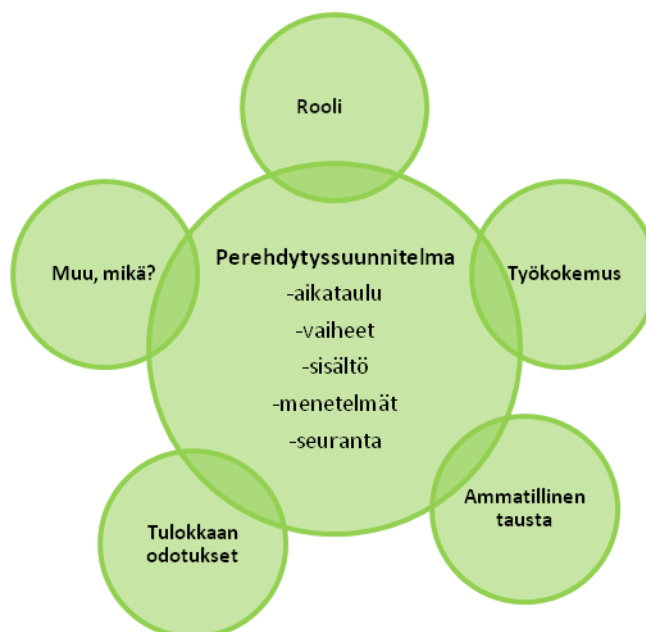 Rooli
Muu, mikä?
Perehdytyssuunnitelma
-aikataulu
-vaiheet
-sisältö
-menetelmät
-seuranta
Työkokemus
Ammatillinen
tausta
Tulokkaan
odotukset